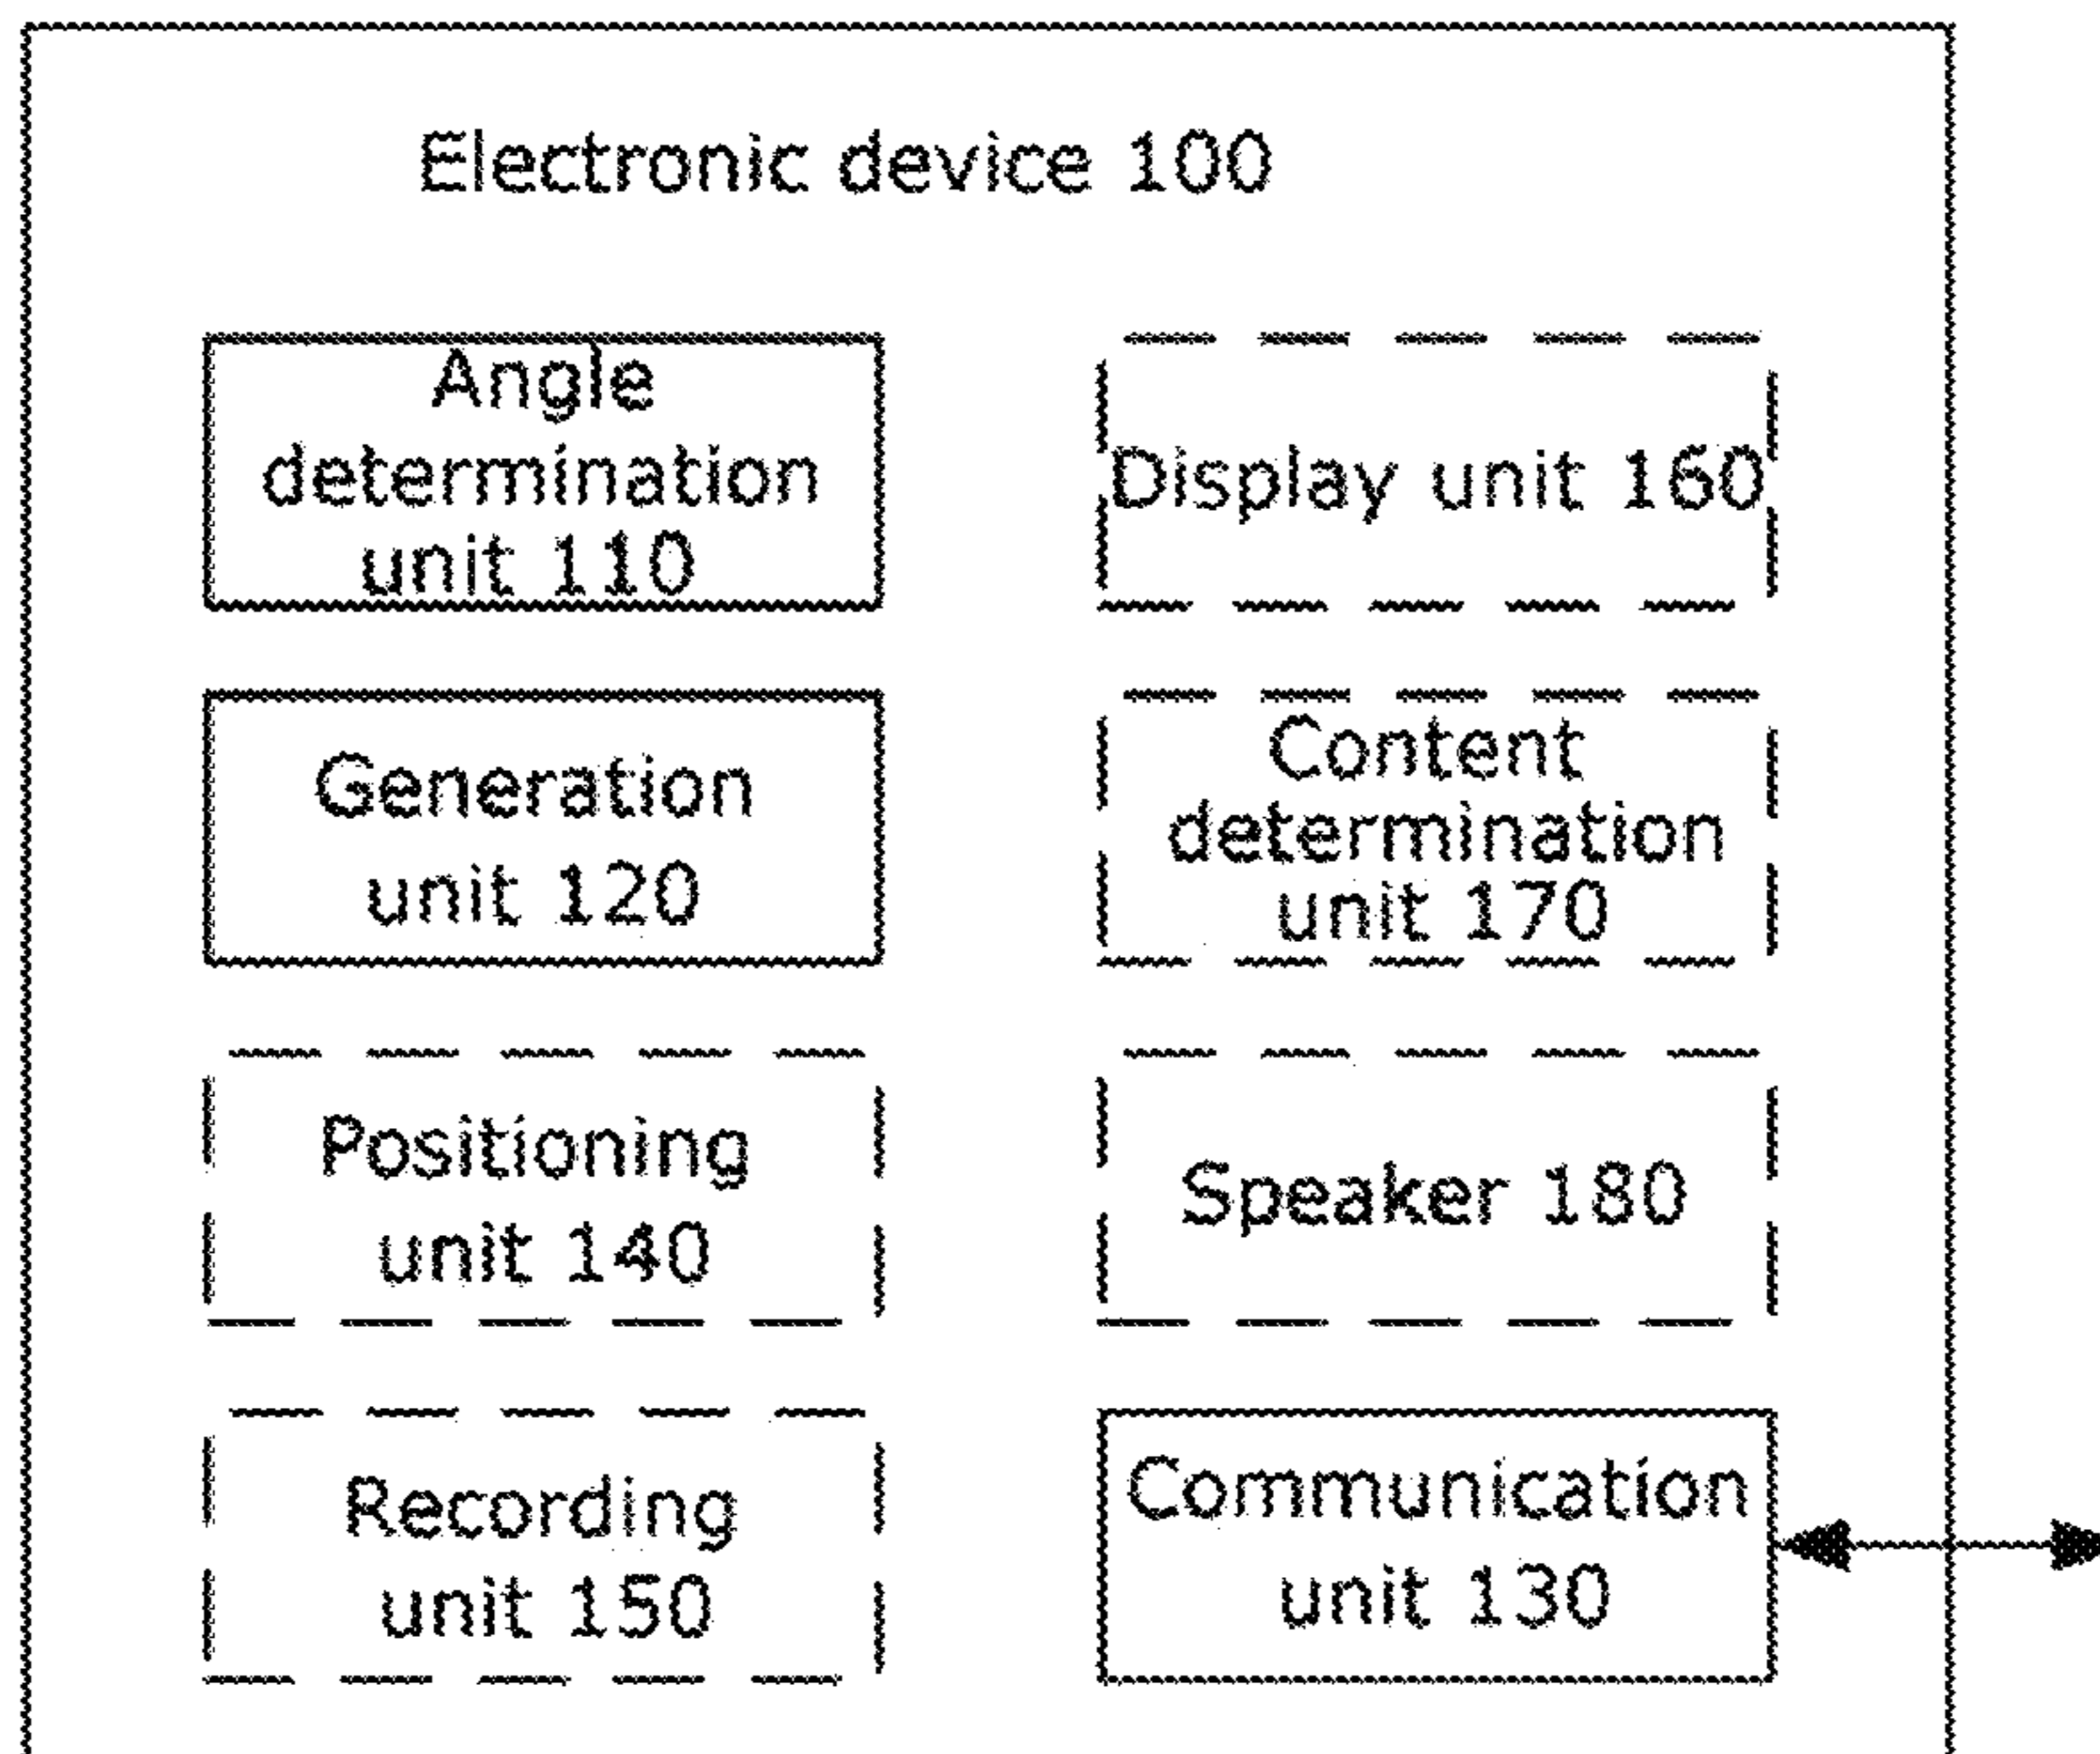 Electronic device 100
Angle
determination
unit 110
Display unit 160
Generation
unit 120
Content
determination
unit 170
Positioning
unit 140
Speaker 180
Recording
unit 150
Communication
unit 130